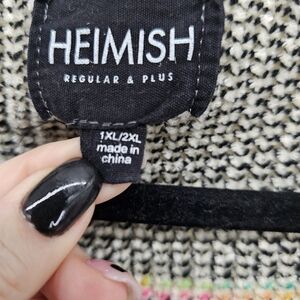 HEIMISH
REGULAR & PLUS
1XL/2XL
made in
china